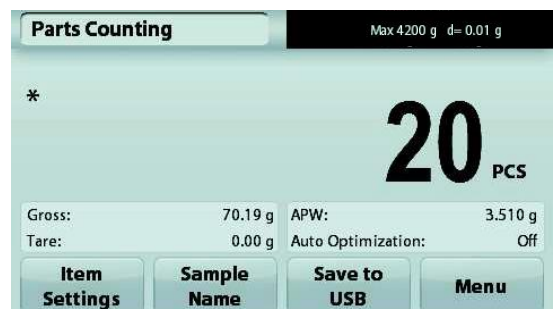 Parts Counting
Max 4200 g d= 0.01 g
*
20 PCS
Gross: 70.19 g APW: 3.510 g
Tare: 0.00 g Auto Optimization: Off
Item Settings
Sample Name
Save to USB
Menu